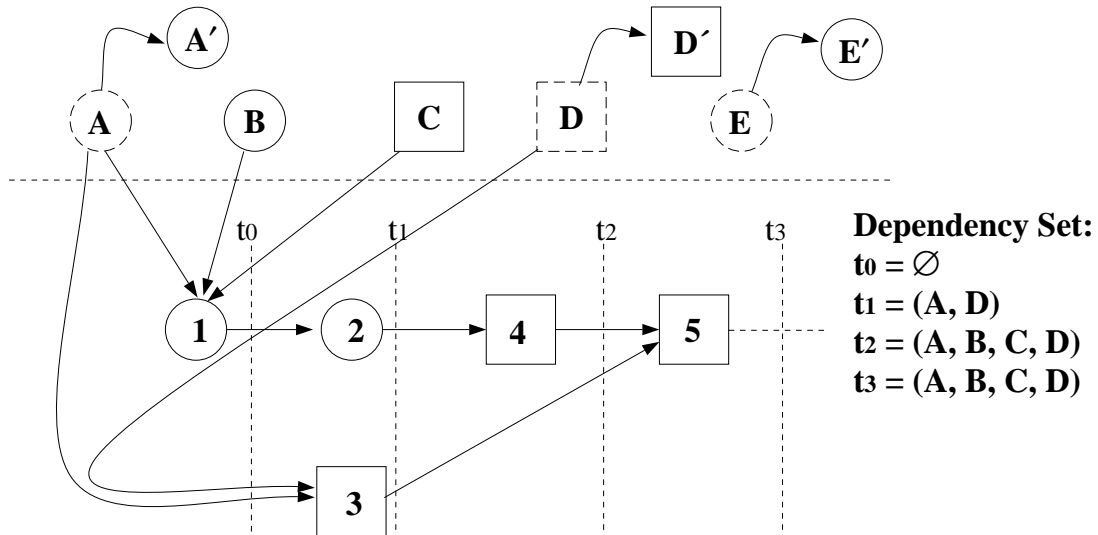 A′ D´ E′
A B C D E
t0 t1 t2 t3
Dependency Set:
t0 = ∅
t1 = (A, D)
t2 = (A, B, C, D)
t3 = (A, B, C, D)
1 2 4 5
3